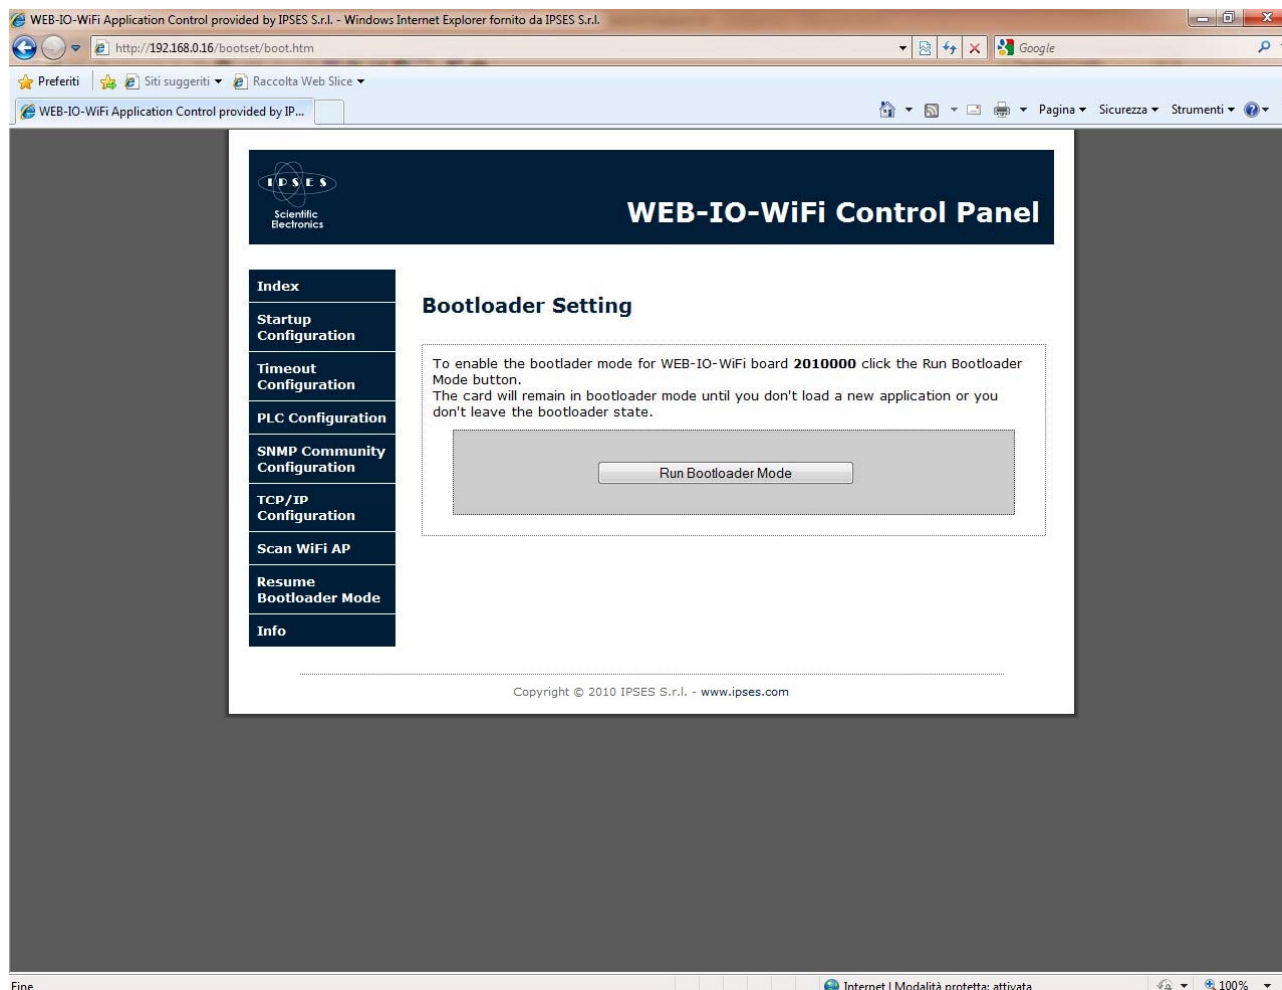 WEB-IO-WiFi Application Control provided by IPSES S.r.l. - Windows Internet Explorer fornito da IPSES S.r.l.
http://192.168.0.16/bootset/boot.htm
Google
Preferiti
Siti suggeriti
Raccolta Web Slice
WEB-IO-WiFi Application Control provided by IP...
Pagina
Sicurezza
Strumenti
IPSES
Scientific
Electronics
WEB-IO-WiFi Control Panel
Index
Startup
Configuration
Timeout
Configuration
PLC Configuration
SNMP Community
Configuration
TCP/IP
Configuration
Scan WiFi AP
Resume
Bootloader Mode
Info
Bootloader Setting
To enable the bootlader mode for WEB-IO-WiFi board 2010000 click the Run Bootloader
Mode button.
The card will remain in bootloader mode until you don't load a new application or you
don't leave the bootloader state.
Run Bootloader Mode
Copyright © 2010 IPSES S.r.l. - www.ipses.com
Fine
Internet | Modalità protetta: attivata
100%